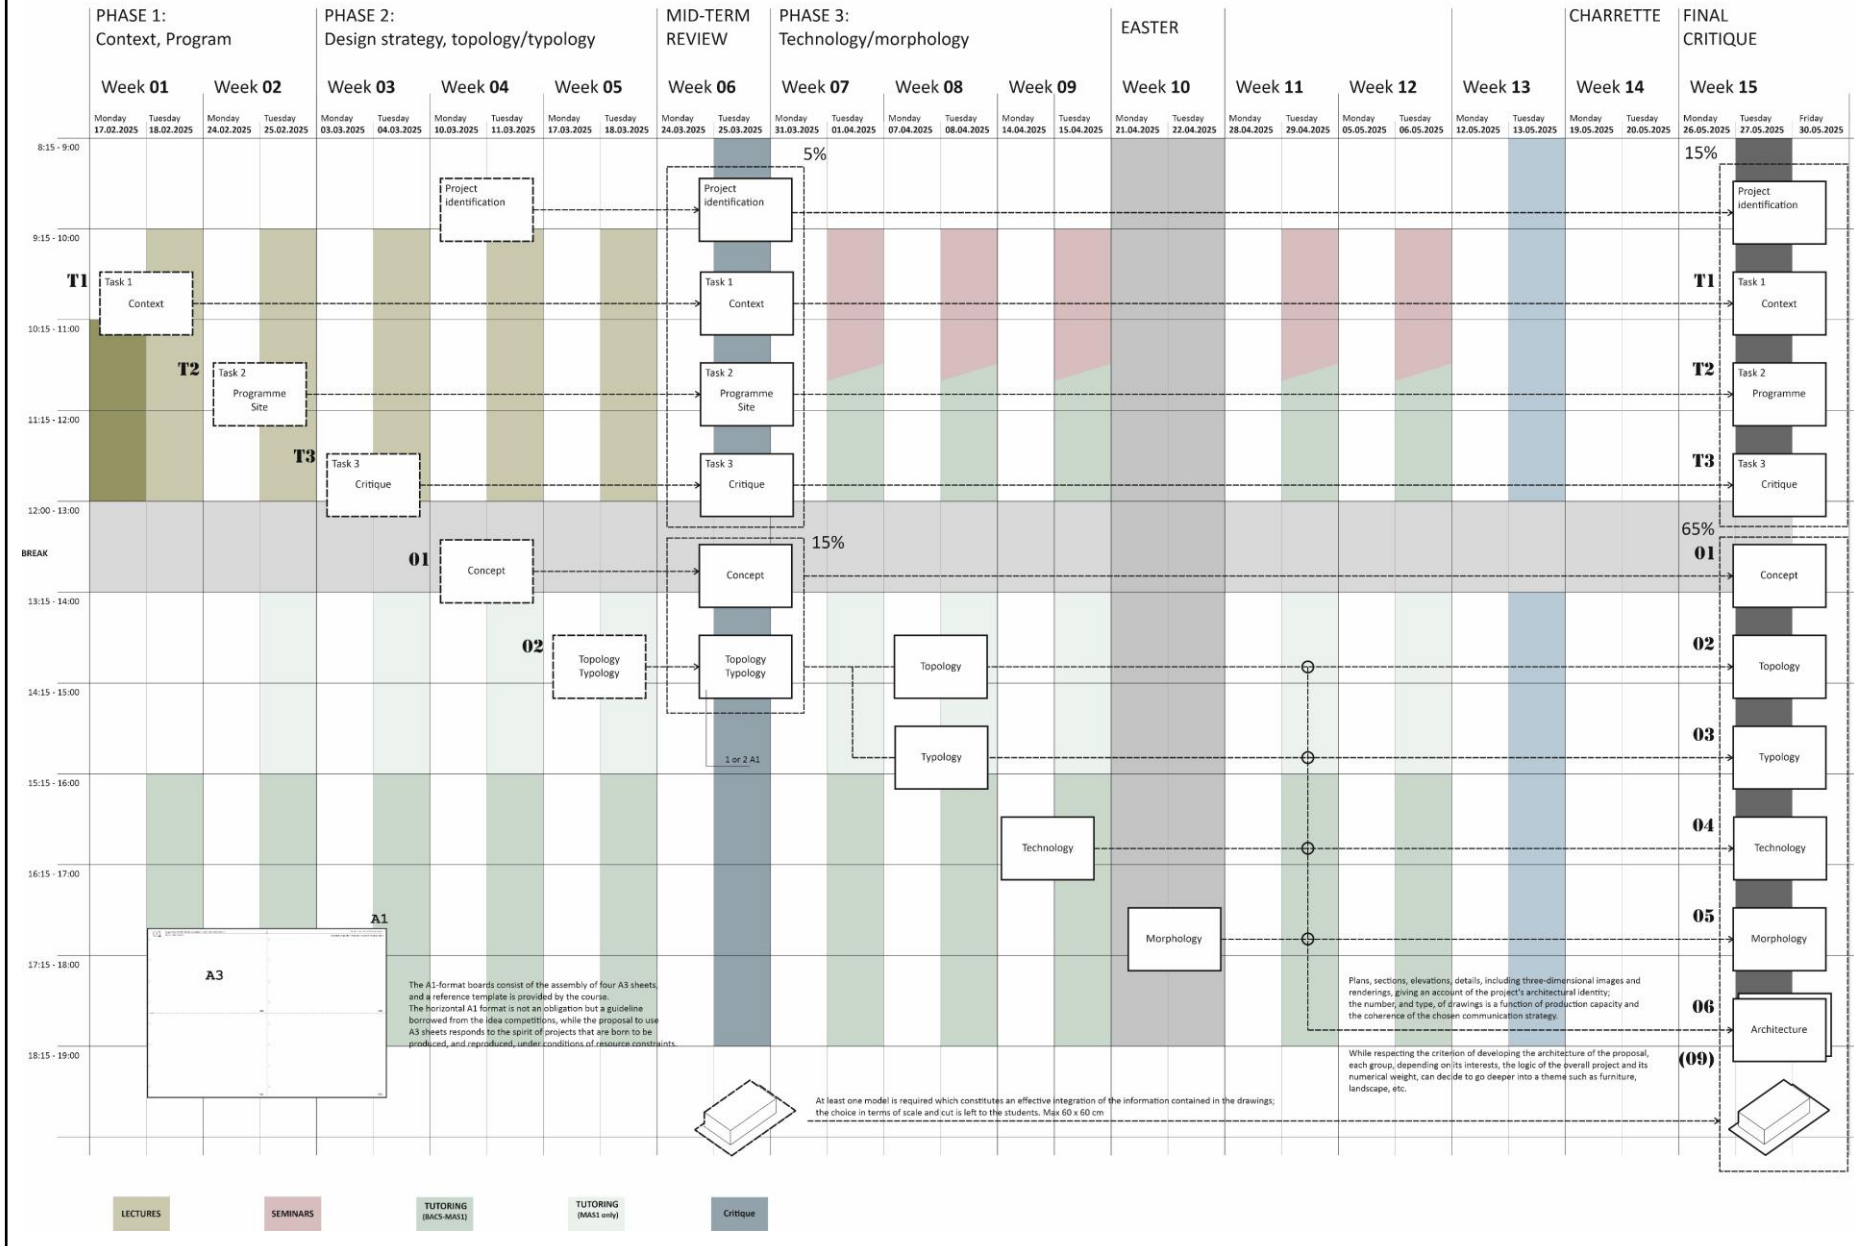 PHASE 1:
Context, Program
PHASE 2:
Design strategy, topology/typology
MID-TERM
REVIEW
PHASE 3:
Technology/morphology
EASTER
CHARRETTE
FINAL
CRITIQUE
Week 01
Week 02
Week 03
Week 04
Week 05
Week 06
Week 07
Week 08
Week 09
Week 10
Week 11
Week 12
Week 13
Week 14
Week 15
Monday Tuesday Monday Tuesday Monday Tuesday Monday Tuesday Monday Tuesday Monday Tuesday Monday Tuesday Monday Tuesday Monday Tuesday Monday Tuesday Monday Tuesday Monday Tuesday Monday Tuesday Monday Tuesday Monday Tuesday Friday
17.02.2025 18.02.2025 24.02.2025 25.02.2025 03.03.2025 04.03.2025 10.03.2025 11.03.2025 17.03.2025 18.03.2025 24.03.2025 25.03.2025 31.03.2025 01.04.2025 07.04.2025 08.04.2025 14.04.2025 15.04.2025 21.04.2025 22.04.2025 28.04.2025 29.04.2025 05.05.2025 06.05.2025 12.05.2025 13.05.2025 19.05.2025 20.05.2025 26.05.2025 27.05.2025 30.05.2025
8:15 - 9:00
5%
15%
Project
identification
Project
identification
Project
identification
9:15 - 10:00
T1
Task 1
Context
Task 1
Context
T1
Task 1
Context
10:15 - 11:00
T2
Task 2
Programme
Site
Task 2
Programme
Site
T2
Task 2
Programme
11:15 - 12:00
T3
Task 3
Critique
Task 3
Critique
T3
Task 3
Critique
12:00 - 13:00
15%
65%
BREAK
01
Concept
Concept
01
Concept
13:15 - 14:00
02
Topology
Typology
Topology
Typology
Topology
02
Topology
14:15 - 15:00
1 or 2 A1
Typology
03
Typology
15:15 - 16:00
Technology
04
Technology
16:15 - 17:00
Morphology
05
Morphology
A1
A3
17:15 - 18:00
The A1-format boards consist of the assembly of four A3 sheets,
and a reference template is provided by the course.
The horizontal A1 format is not an obligation but a guideline
borrowed from the idea competitions, while the proposal to use
A3 sheets responds to the spirit of projects that are born to be
produced, and reproduced, under conditions of resource constraints.
Plans, sections, elevations, details, including three-dimensional images and
renderings, giving an account of the project's architectural identity;
the number, and type, of drawings is a function of production capacity and
the coherence of the chosen communication strategy.
06
Architecture
18:15 - 19:00
(09)
While respecting the criterion of developing the architecture of the proposal,
each group, depending on its interests, the logic of the overall project and its
numerical weight, can decide to go deeper into a theme such as furniture,
landscape, etc.
At least one model is required which constitutes an effective integration of the information contained in the drawings;
the choice in terms of scale and cut is left to the students. Max 60 x 60 cm
LECTURES
SEMINARS
TUTORING
(BAC5-MAS1)
TUTORING
(MAS1 only)
Critique